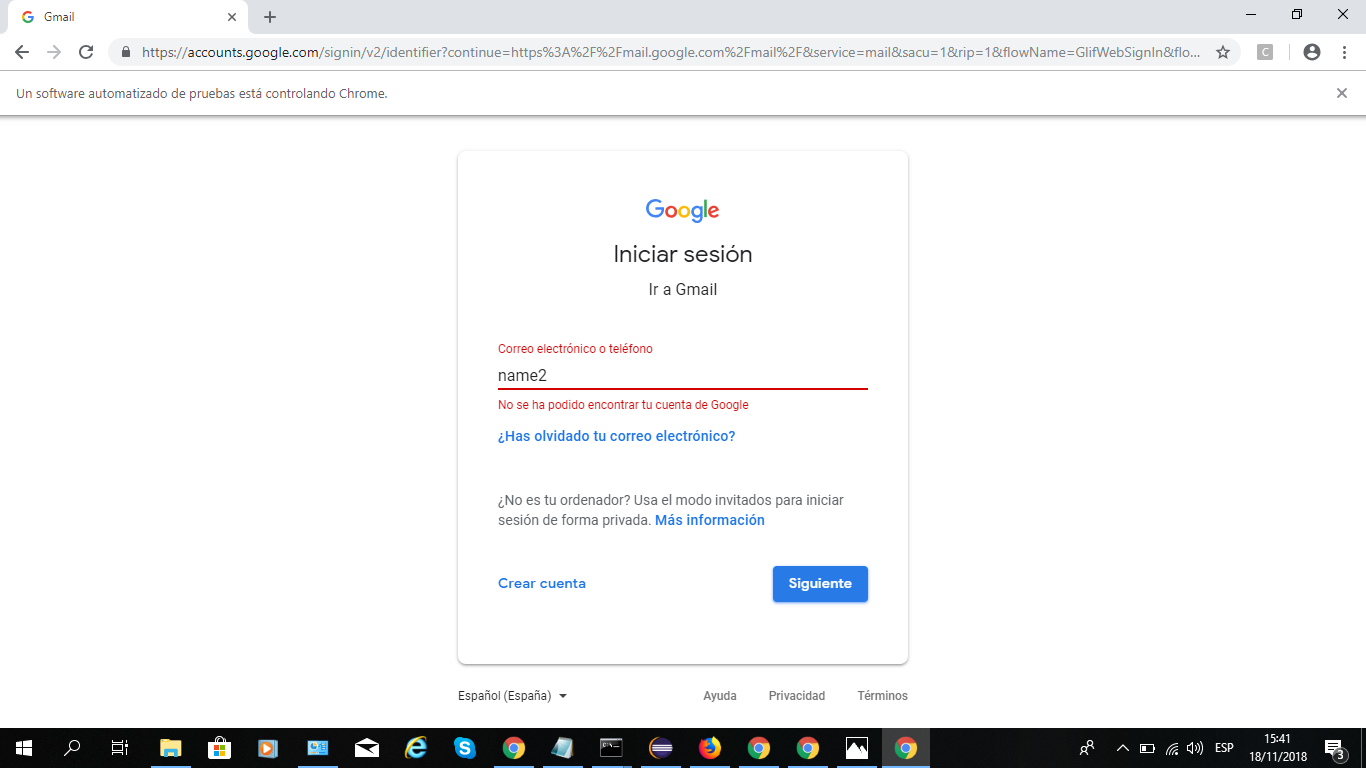 Gmail
https://accounts.google.com/signin/v2/identifier?continue=https%3A%2F%2Fmail.google.com%2Fmail%2F&service=mail&sacu=1&rip=1&flowName=GlifWebSignIn&flo...
C
Un software automatizado de pruebas está controlando Chrome.
Google
Iniciar sesión
Ir a Gmail
Correo electrónico o teléfono
name2
No se ha podido encontrar tu cuenta de Google
¿Has olvidado tu correo electrónico?
¿No es tu ordenador? Usa el modo invitados para iniciar
sesión de forma privada. Más información
Crear cuenta
Siguiente
Español (España)
Ayuda
Privacidad
Términos
ESP
15:41
18/11/2018
3